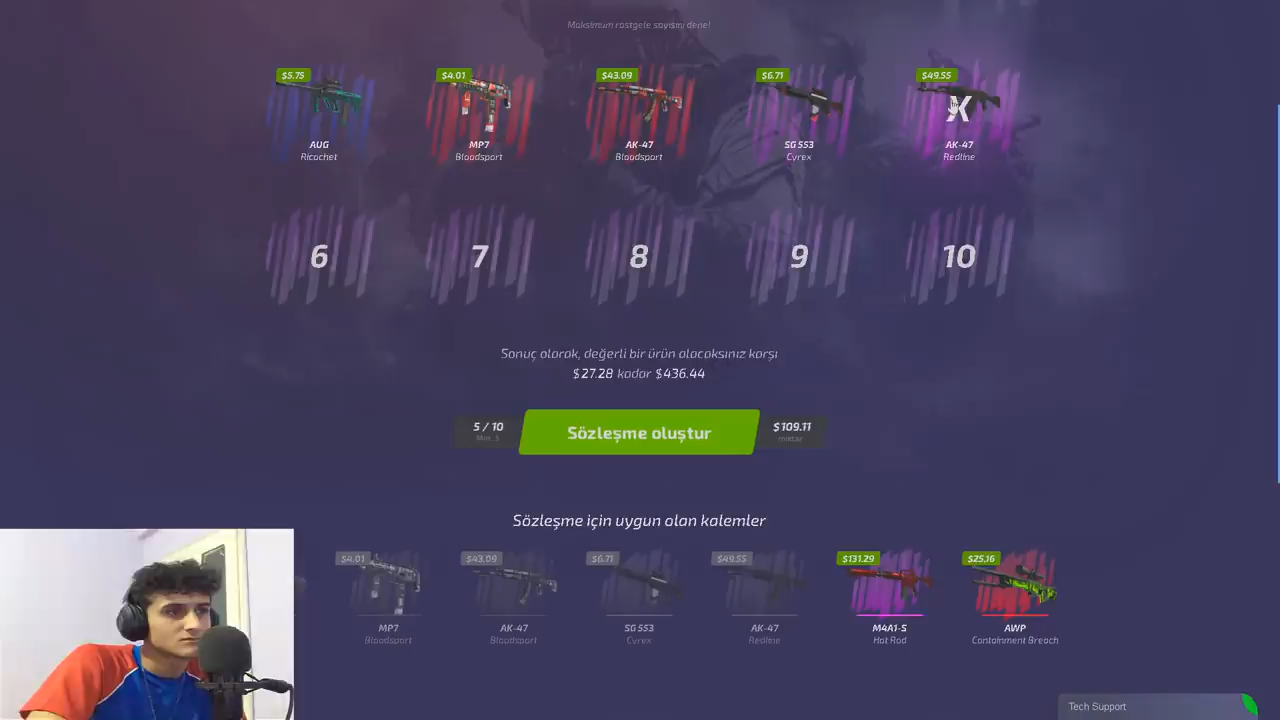 Maksimum rastgele sayısını dene!
$5.75
$4.01
$43.09
$6.71
$49.55
X
AUG
Ricochet
MP7
Bloodsport
AK-47
Bloodsport
SG 553
Cyrex
AK-47
Redline
6
7
8
9
10
Sonuç olarak, değerli bir ürün alacaksınız karşı
$27.28 kadar $436.44
5 / 10
Min. 3
Sözleşme oluştur
$109.11
miktar
Sözleşme için uygun olan kalemler
$4.01
$43.09
$6.71
$49.55
$131.29
$25.16
MP7
Bloodsport
AK-47
Bloodsport
SG 553
Cyrex
AK-47
Redline
M4A1-S
Hot Rod
AWP
Containment Breach
Tech Support